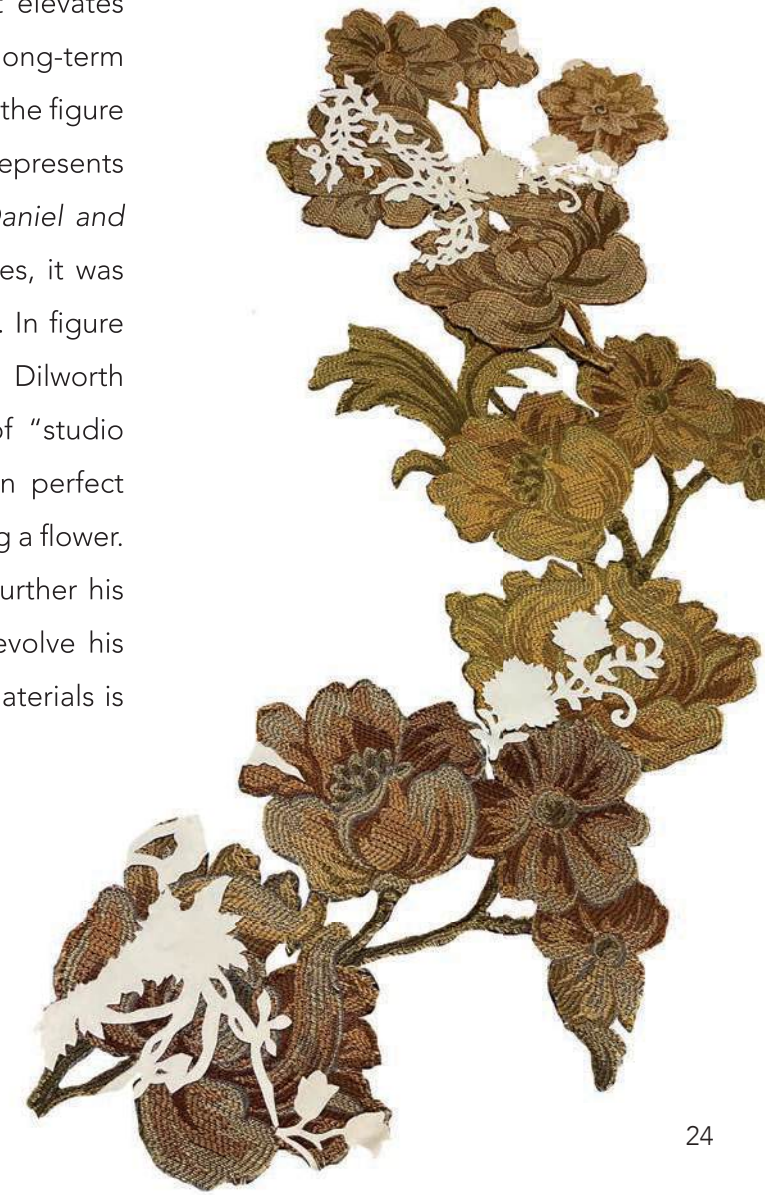 elevates
ong-term
the figure
epresents
aniel and
es, it was
. In figure
Dilworth
of “studio
n perfect
g a flower.
urther his
evolve his
aterials is
24